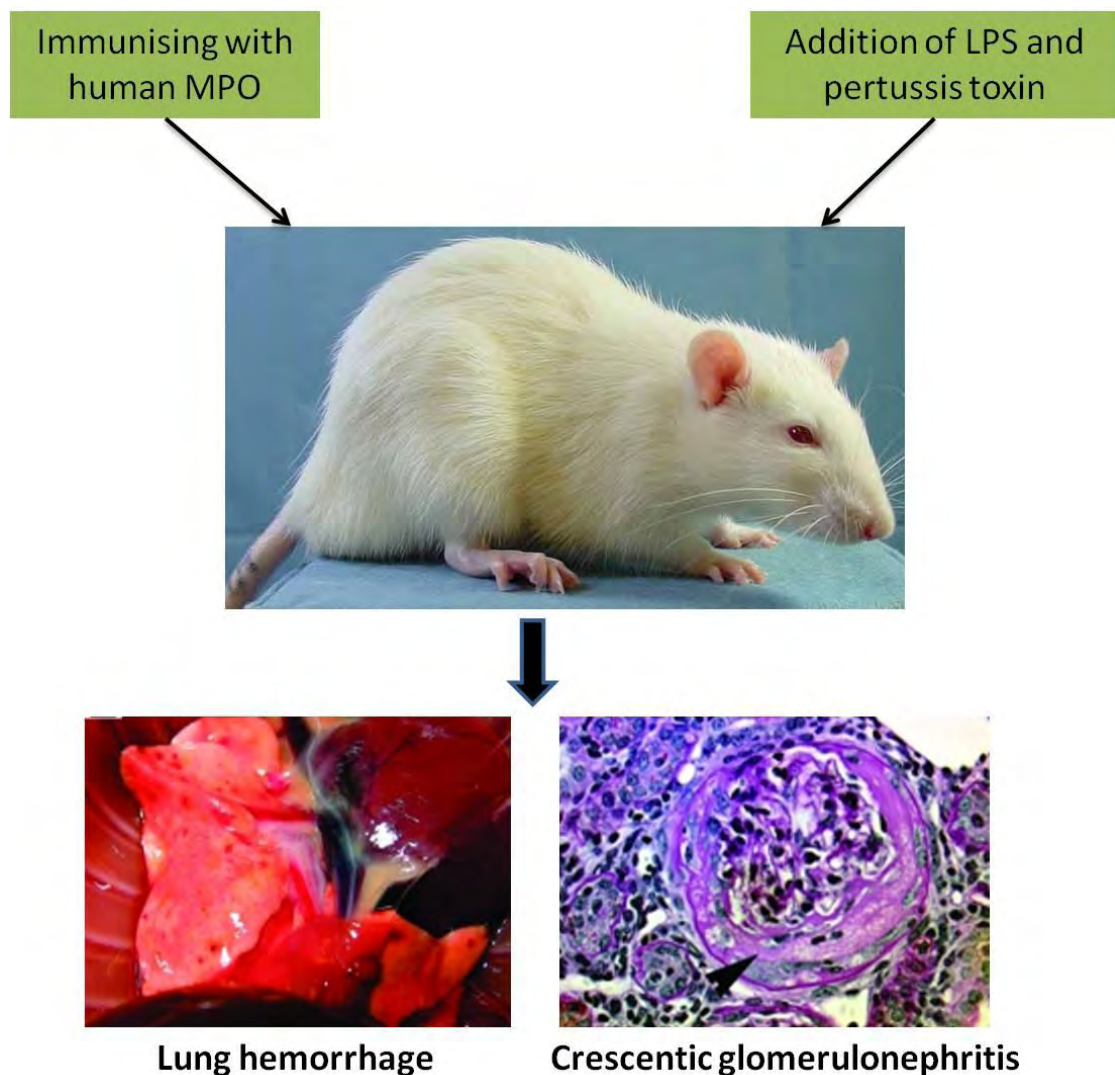 Immunising with
human MPO
Addition of LPS and
pertussis toxin
Lung hemorrhage
Crescentic glomerulonephritis